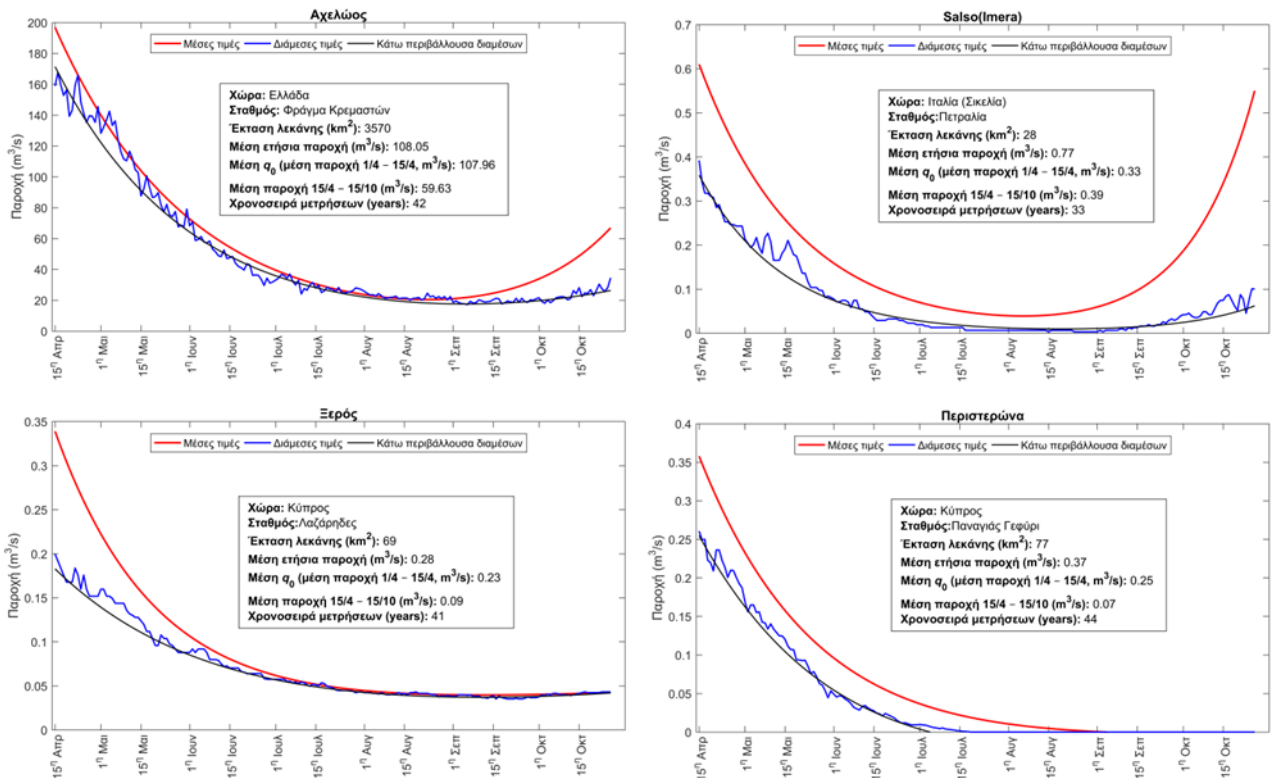 Αχελώος
Μέσες τιμές Διάμεσες τιμές Κάτω περιβάλλουσα διαμέσων
Χώρα: Ελλάδα
Σταθμός: Φράγμα Κρεμαστών
Έκταση λεκάνης (km²): 3570
Μέση ετήσια παροχή (m³/s): 108.05
Μέση q₀ (μέση παροχή 1/4 – 15/4, m³/s): 107.96
Μέση παροχή 15/4 – 15/10 (m³/s): 59.63
Χρονοσειρά μετρήσεων (years): 42
Παροχή (m³/s)
200
180
160
140
120
100
80
60
40
20
0
15η Απρ 1η Μαι 15η Μαι 1η Ιουν 15η Ιουν 1η Ιουλ 15η Ιουλ 1η Αυγ 15η Αυγ 1η Σεπ 15η Σεπ 1η Οκτ 15η Οκτ
Salso(Imera)
Μέσες τιμές Διάμεσες τιμές Κάτω περιβάλλουσα διαμέσων
Χώρα: Ιταλία (Σικελία)
Σταθμός:Πετραλία
Έκταση λεκάνης (km²): 28
Μέση ετήσια παροχή (m³/s): 0.77
Μέση q₀ (μέση παροχή 1/4 – 15/4, m³/s): 0.33
Μέση παροχή 15/4 – 15/10 (m³/s): 0.39
Χρονοσειρά μετρήσεων (years): 33
Παροχή (m³/s)
0.7
0.6
0.5
0.4
0.3
0.2
0.1
0
15η Απρ 1η Μαι 15η Μαι 1η Ιουν 15η Ιουν 1η Ιουλ 15η Ιουλ 1η Αυγ 15η Αυγ 1η Σεπ 15η Σεπ 1η Οκτ 15η Οκτ
Ξερός
Μέσες τιμές Διάμεσες τιμές Κάτω περιβάλλουσα διαμέσων
Χώρα: Κύπρος
Σταθμός:Λαζάρηδες
Έκταση λεκάνης (km²): 69
Μέση ετήσια παροχή (m³/s): 0.28
Μέση q₀ (μέση παροχή 1/4 – 15/4, m³/s): 0.23
Μέση παροχή 15/4 – 15/10 (m³/s): 0.09
Χρονοσειρά μετρήσεων (years): 41
Παροχή (m³/s)
0.35
0.3
0.25
0.2
0.15
0.1
0.05
0
15η Απρ 1η Μαι 15η Μαι 1η Ιουν 15η Ιουν 1η Ιουλ 15η Ιουλ 1η Αυγ 15η Αυγ 1η Σεπ 15η Σεπ 1η Οκτ 15η Οκτ
Περιστερώνα
Μέσες τιμές Διάμεσες τιμές Κάτω περιβάλλουσα διαμέσων
Χώρα: Κύπρος
Σταθμός:Παναγιάς Γεφύρι
Έκταση λεκάνης (km²): 77
Μέση ετήσια παροχή (m³/s): 0.37
Μέση q₀ (μέση παροχή 1/4 – 15/4, m³/s): 0.25
Μέση παροχή 15/4 – 15/10 (m³/s): 0.07
Χρονοσειρά μετρήσεων (years): 44
Παροχή (m³/s)
0.4
0.35
0.3
0.25
0.2
0.15
0.1
0.05
0
15η Απρ 1η Μαι 15η Μαι 1η Ιουν 15η Ιουν 1η Ιουλ 15η Ιουλ 1η Αυγ 15η Αυγ 1η Σεπ 15η Σεπ 1η Οκτ 15η Οκτ